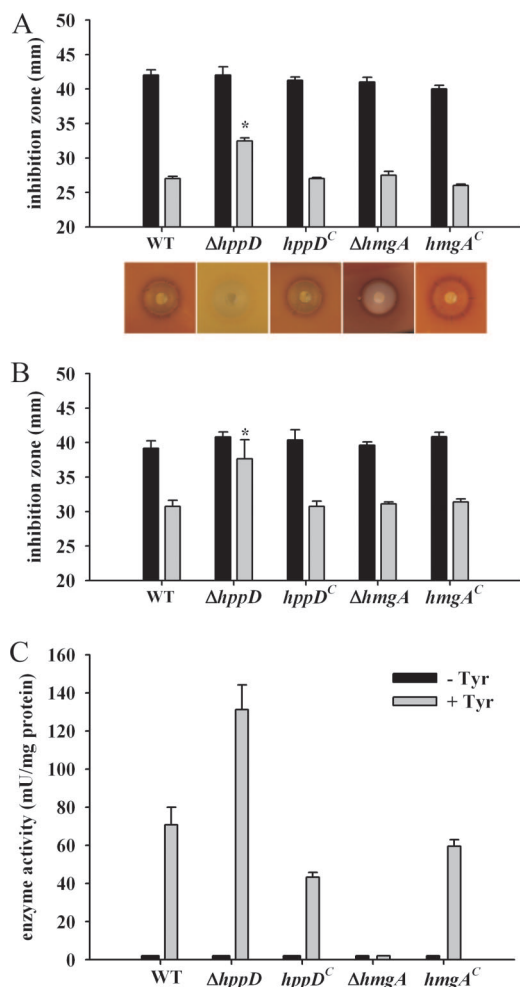 A
inhibition zone (mm)
50
45
40
35
30
25
20
*
WT ΔhppD hppD^C ΔhmgA hmgA^C
B
inhibition zone (mm)
50
45
40
35
30
25
20
*
WT ΔhppD hppD^C ΔhmgA hmgA^C
C
enzyme activity (mU/mg protein)
160
140
120
100
80
60
40
20
0
- Tyr
+ Tyr
WT ΔhppD hppD^C ΔhmgA hmgA^C